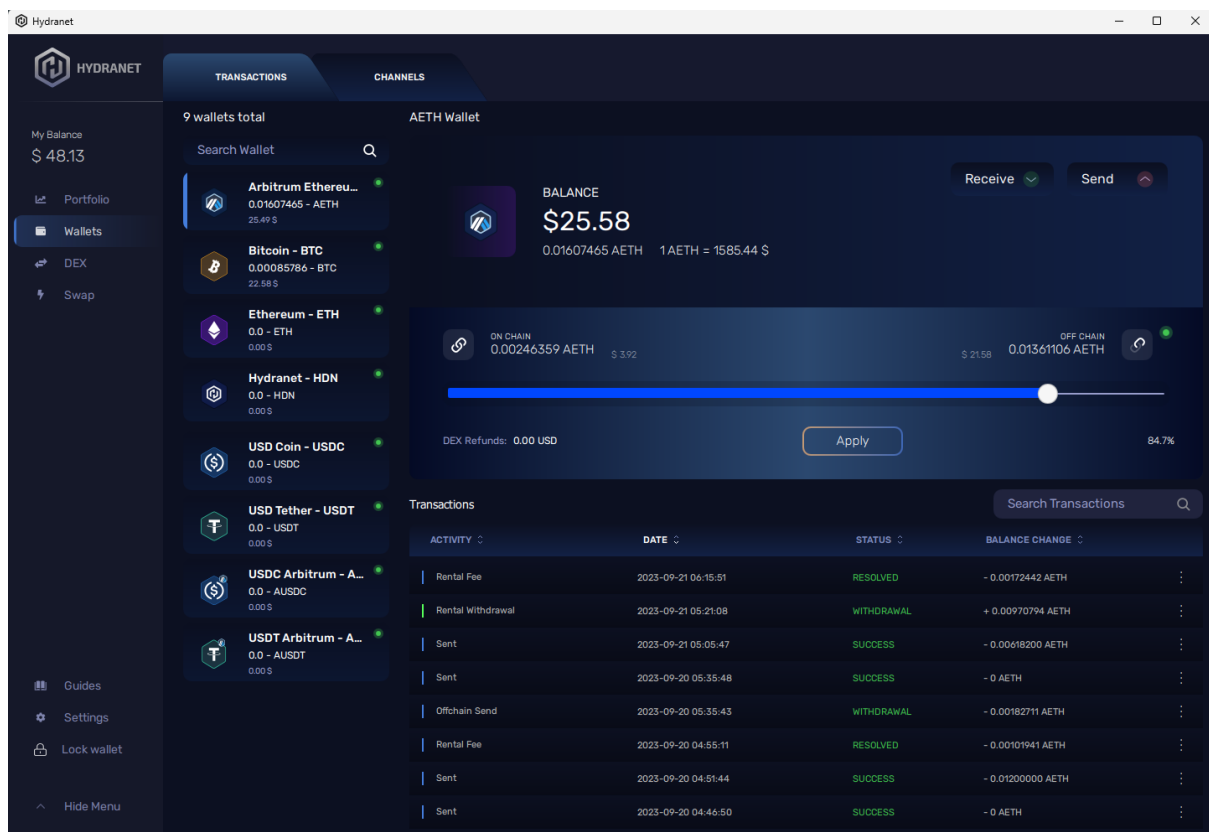 Hydranet
HYDRANET
TRANSACTIONS
CHANNELS
My Balance
$ 48.13
Portfolio
Wallets
DEX
Swap
Guides
Settings
Lock wallet
Hide Menu
9 wallets total
Search Wallet
Arbitrum Ethereu...
0.01607465 - AETH
25.49 $
Bitcoin - BTC
0.00085786 - BTC
22.58 $
Ethereum - ETH
0.0 - ETH
0.00 $
Hydranet - HDN
0.0 - HDN
0.00 $
USD Coin - USDC
0.0 - USDC
0.00 $
USD Tether - USDT
0.0 - USDT
0.00 $
USDC Arbitrum - A...
0.0 - AUSDC
0.00 $
USDT Arbitrum - A...
0.0 - AUSDT
0.00 $
AETH Wallet
Receive
Send
BALANCE
$25.58
0.01607465 AETH 1 AETH = 1585.44 $
ON CHAIN
0.00246359 AETH $ 3.92
OFF CHAIN
$ 21.58 0.01361106 AETH
DEX Refunds: 0.00 USD
Apply
84.7%
Transactions
Search Transactions
ACTIVITY DATE STATUS BALANCE CHANGE
Rental Fee 2023-09-21 06:15:51 RESOLVED - 0.00172442 AETH
Rental Withdrawal 2023-09-21 05:21:08 WITHDRAWAL + 0.00970794 AETH
Sent 2023-09-21 05:05:47 SUCCESS - 0.00618200 AETH
Sent 2023-09-20 05:35:48 SUCCESS - 0 AETH
Offchain Send 2023-09-20 05:35:43 WITHDRAWAL - 0.00182711 AETH
Rental Fee 2023-09-20 04:55:11 RESOLVED - 0.00101941 AETH
Sent 2023-09-20 04:51:44 SUCCESS - 0.01200000 AETH
Sent 2023-09-20 04:46:50 SUCCESS - 0 AETH